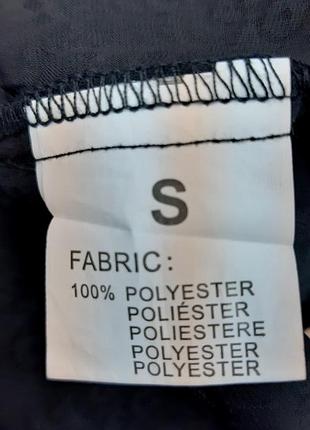 S
FABRIC:
100% POLYESTER
POLIÉSTER
POLIESTERE
POLYESTER
POLYESTER